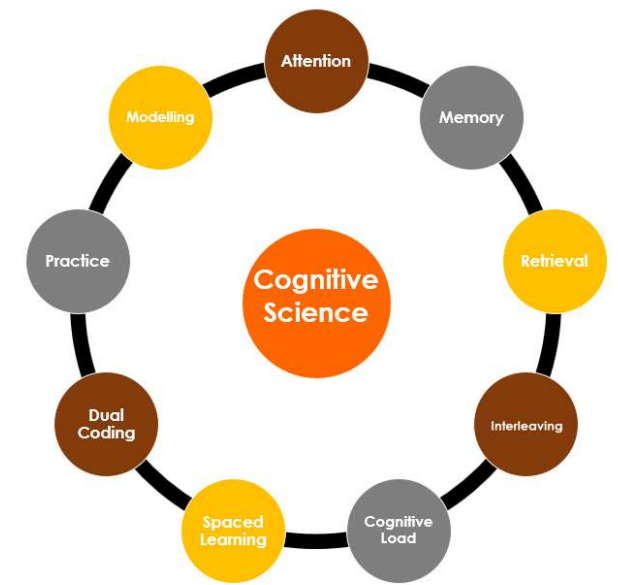 Attention
Memory
Retrieval
Interleaving
Cognitive
Load
Spaced
Learning
Dual
Coding
Practice
Modelling
Cognitive
Science